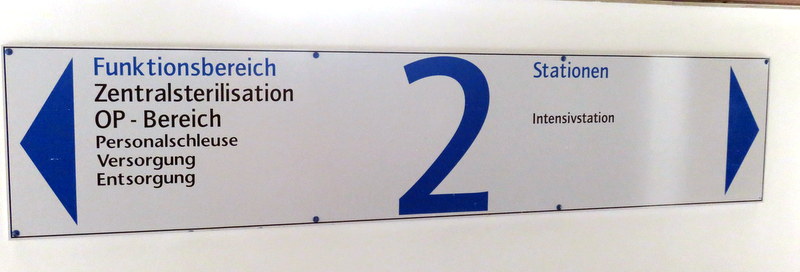 Funktionsbereich
Zentralsterilisation
OP - Bereich
Personalschleuse
Versorgung
Entsorgung
2
Stationen
Intensivstation